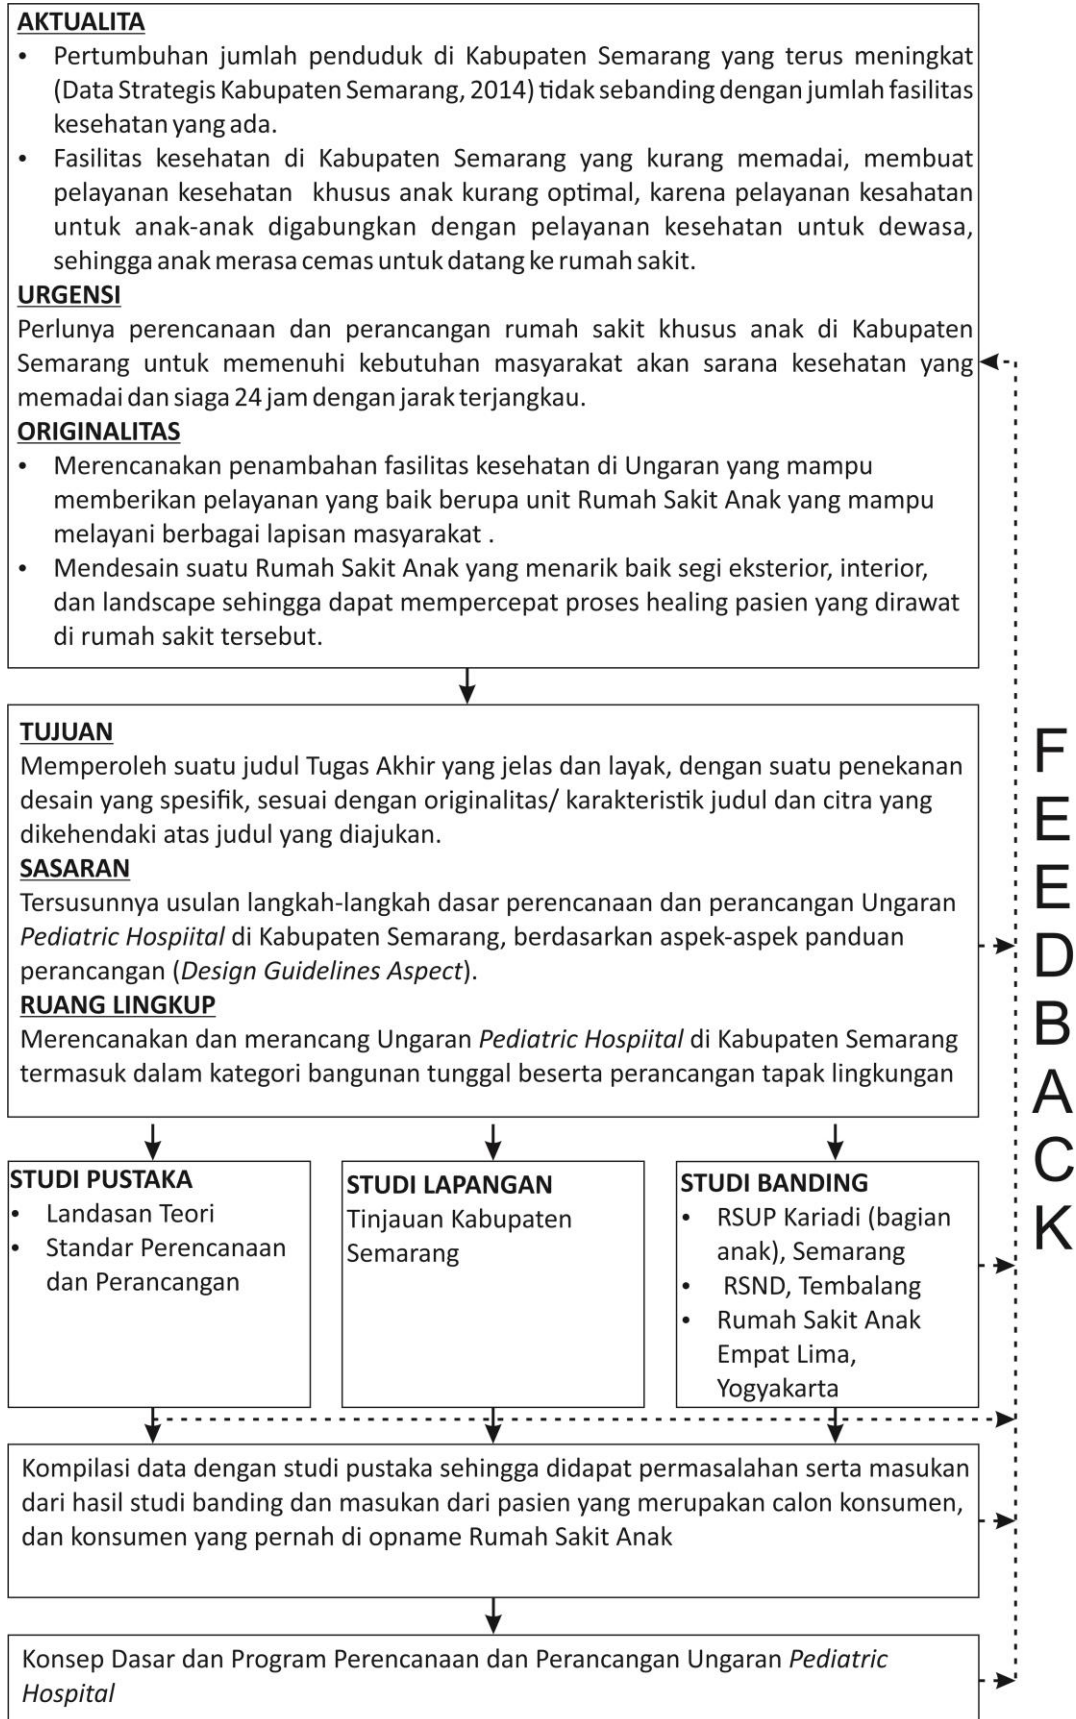 AKTUALITA
• Pertumbuhan jumlah penduduk di Kabupaten Semarang yang terus meningkat
(Data Strategis Kabupaten Semarang, 2014) tidak sebanding dengan jumlah fasilitas
kesehatan yang ada.
• Fasilitas kesehatan di Kabupaten Semarang yang kurang memadai, membuat
pelayanan kesehatan khusus anak kurang optimal, karena pelayanan kesahatan
untuk anak-anak digabungkan dengan pelayanan kesehatan untuk dewasa,
sehingga anak merasa cemas untuk datang ke rumah sakit.
URGENSI
Perlunya perencanaan dan perancangan rumah sakit khusus anak di Kabupaten
Semarang untuk memenuhi kebutuhan masyarakat akan sarana kesehatan yang
memadai dan siaga 24 jam dengan jarak terjangkau.
ORIGINALITAS
• Merencanakan penambahan fasilitas kesehatan di Ungaran yang mampu
memberikan pelayanan yang baik berupa unit Rumah Sakit Anak yang mampu
melayani berbagai lapisan masyarakat .
• Mendesain suatu Rumah Sakit Anak yang menarik baik segi eksterior, interior,
dan landscape sehingga dapat mempercepat proses healing pasien yang dirawat
di rumah sakit tersebut.
TUJUAN
Memperoleh suatu judul Tugas Akhir yang jelas dan layak, dengan suatu penekanan
desain yang spesifik, sesuai dengan originalitas/ karakteristik judul dan citra yang
dikehendaki atas judul yang diajukan.
SASARAN
Tersusunnya usulan langkah-langkah dasar perencanaan dan perancangan Ungaran
Pediatric Hospiital di Kabupaten Semarang, berdasarkan aspek-aspek panduan
perancangan (Design Guidelines Aspect).
RUANG LINGKUP
Merencanakan dan merancang Ungaran Pediatric Hospiital di Kabupaten Semarang
termasuk dalam kategori bangunan tunggal beserta perancangan tapak lingkungan
STUDI PUSTAKA
• Landasan Teori
• Standar Perencanaan
dan Perancangan
STUDI LAPANGAN
Tinjauan Kabupaten
Semarang
STUDI BANDING
• RSUP Kariadi (bagian
anak), Semarang
• RSND, Tembalang
• Rumah Sakit Anak
Empat Lima,
Yogyakarta
Kompilasi data dengan studi pustaka sehingga didapat permasalahan serta masukan
dari hasil studi banding dan masukan dari pasien yang merupakan calon konsumen,
dan konsumen yang pernah di opname Rumah Sakit Anak
Konsep Dasar dan Program Perencanaan dan Perancangan Ungaran Pediatric
Hospital
FEEDBACK